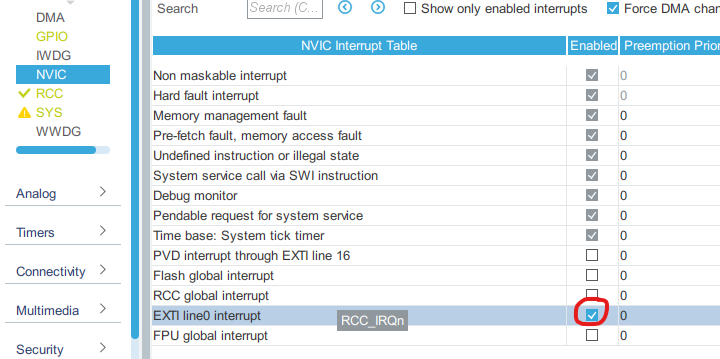 Search
Search (C...
Show only enabled interrupts
Force DMA chan
DMA
GPIO
IWDG
NVIC
RCC
SYS
WWDG
Analog
Timers
Connectivity
Multimedia
Security
NVIC Interrupt Table Enabled Preemption Prior
Non maskable interrupt 0
Hard fault interrupt 0
Memory management fault 0
Pre-fetch fault, memory access fault 0
Undefined instruction or illegal state 0
System service call via SWI instruction 0
Debug monitor 0
Pendable request for system service 0
Time base: System tick timer 0
PVD interrupt through EXTI line 16 0
Flash global interrupt 0
RCC global interrupt 0
EXTI line0 interrupt 0
RCC_IRQn
FPU global interrupt 0